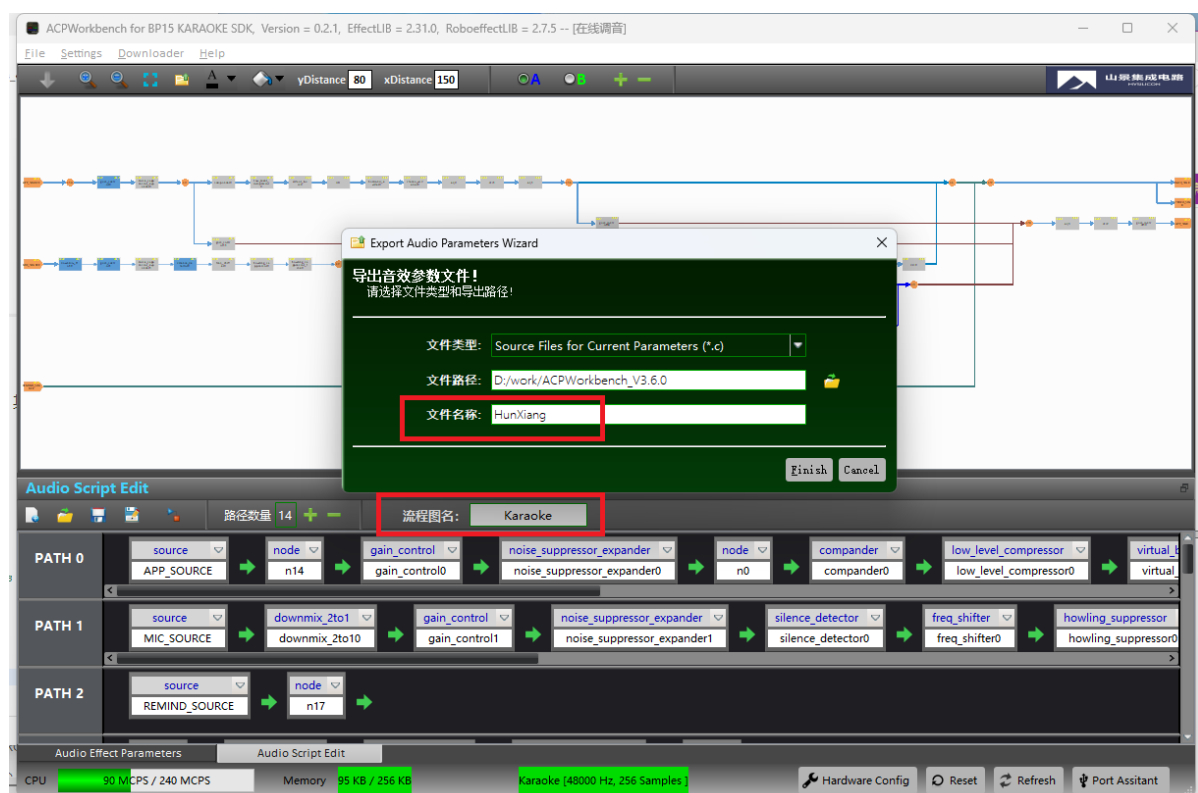 ACPWorkbench for BP15 KARAOKE SDK, Version = 0.2.1, EffectLIB = 2.31.0, RoboeffectLIB = 2.7.5 -- [在线调音]
File Settings Downloader Help
A yDistance 80 xDistance 150 A B
山景集成电路
Export Audio Parameters Wizard
导出音效参数文件!
请选择文件类型和导出路径!
文件类型: Source Files for Current Parameters (*.c)
文件路径: D:/work/ACPWorkbench_V3.6.0
文件名称: HunXiang
Finish Cancel
Audio Script Edit
路径数量 14 流程图名: Karaoke
PATH 0
source node gain_control noise_suppressor_expander node compander low_level_compressor virtual_b
APP_SOURCE n14 gain_control0 noise_suppressor_expander0 n0 compander0 low_level_compressor0 virtual_
PATH 1
source downmix_2to1 gain_control noise_suppressor_expander silence_detector freq_shifter howling_suppressor
MIC_SOURCE downmix_2to10 gain_control1 noise_suppressor_expander1 silence_detector0 freq_shifter0 howling_suppressor0
PATH 2
source node
REMIND_SOURCE n17
Audio Effect Parameters Audio Script Edit
CPU 90 MCPS / 240 MCPS Memory 95 KB / 256 KB Karaoke [48000 Hz, 256 Samples ] Hardware Config Reset Refresh Port Assitant